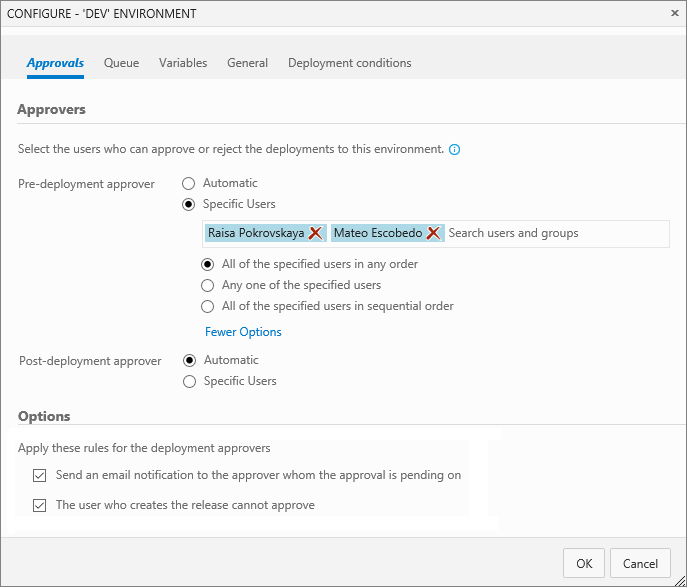 CONFIGURE - 'DEV' ENVIRONMENT
Approvals Queue Variables General Deployment conditions
Approvers
Select the users who can approve or reject the deployments to this environment.
Pre-deployment approver Automatic
Specific Users
Raisa Pokrovskaya Mateo Escobedo Search users and groups
All of the specified users in any order
Any one of the specified users
All of the specified users in sequential order
Fewer Options
Post-deployment approver Automatic
Specific Users
Options
Apply these rules for the deployment approvers
Send an email notification to the approver whom the approval is pending on
The user who creates the release cannot approve
OK Cancel